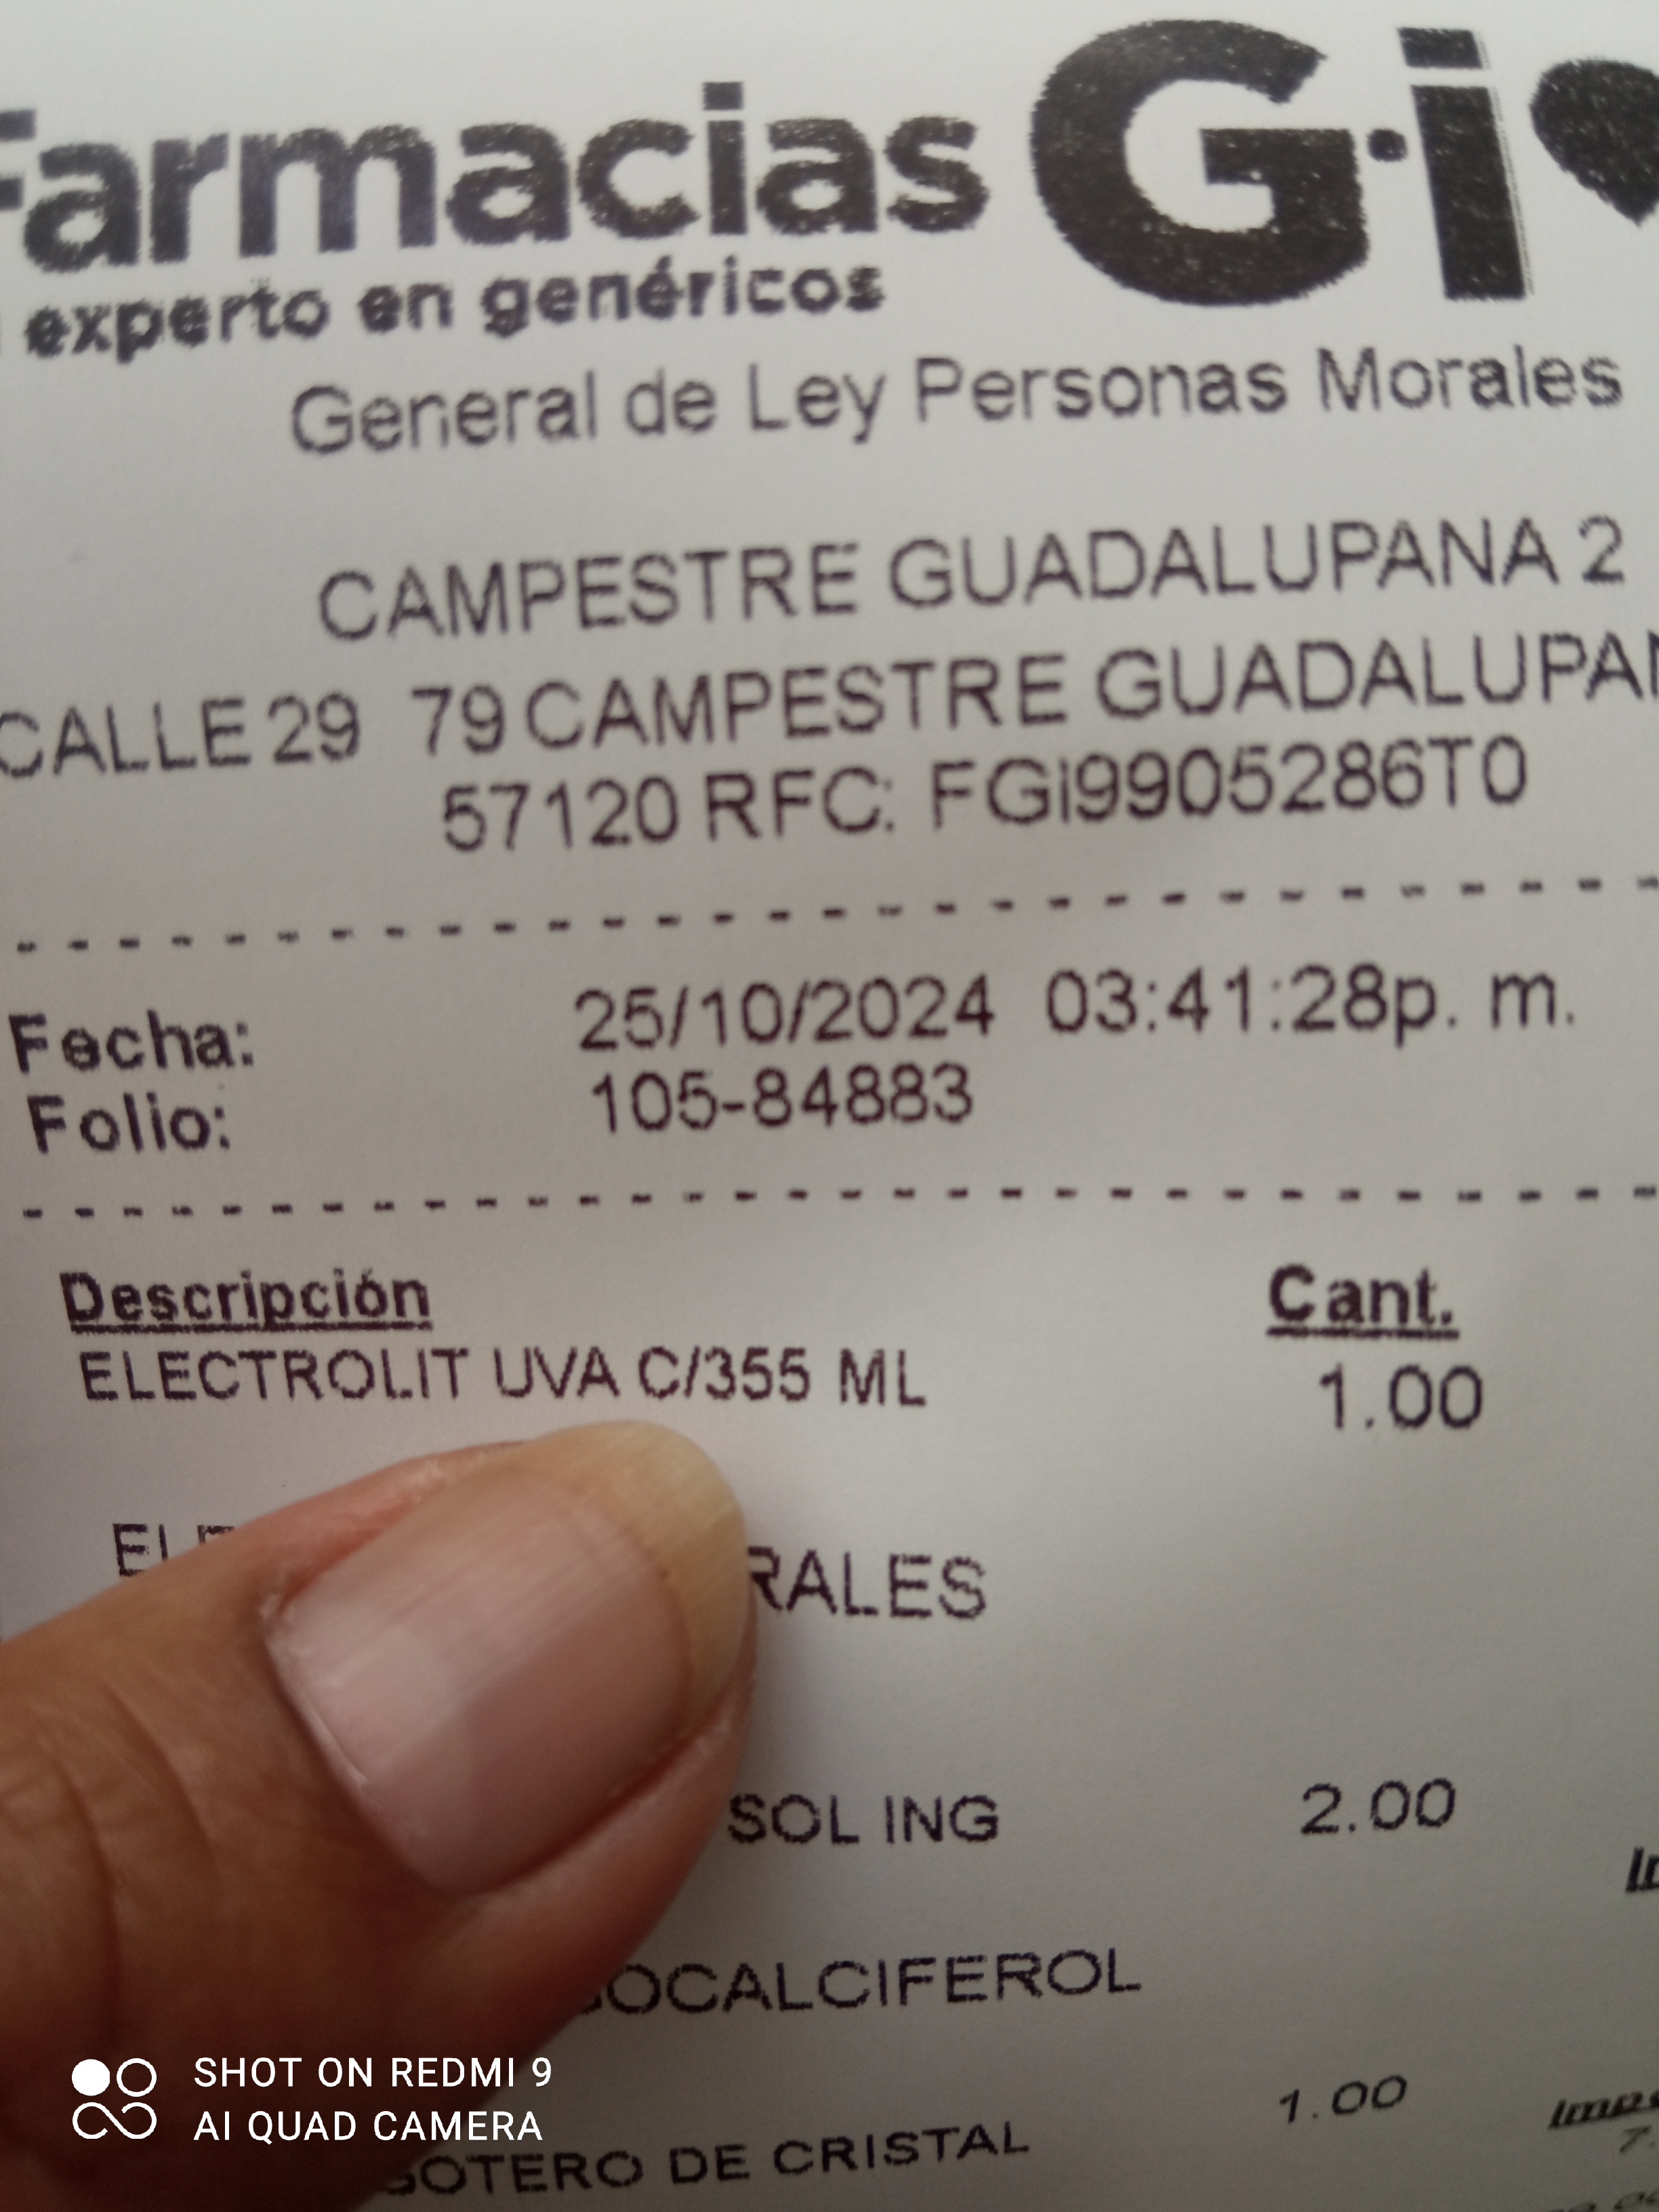 Farmacias G·i
experto en genéricos
General de Ley Personas Morales
CAMPESTRE GUADALUPANA 2
CALLE 29 79 CAMPESTRE GUADALUPAN
57120 RFC: FGI9905286T0
Fecha: 25/10/2024 03:41:28p. m.
Folio: 105-84883
Descripción Cant.
ELECTROLIT UVA C/355 ML 1.00
RALES
SOL ING 2.00
OCALCIFEROL
1.00
GOTERO DE CRISTAL
SHOT ON REDMI 9
AI QUAD CAMERA